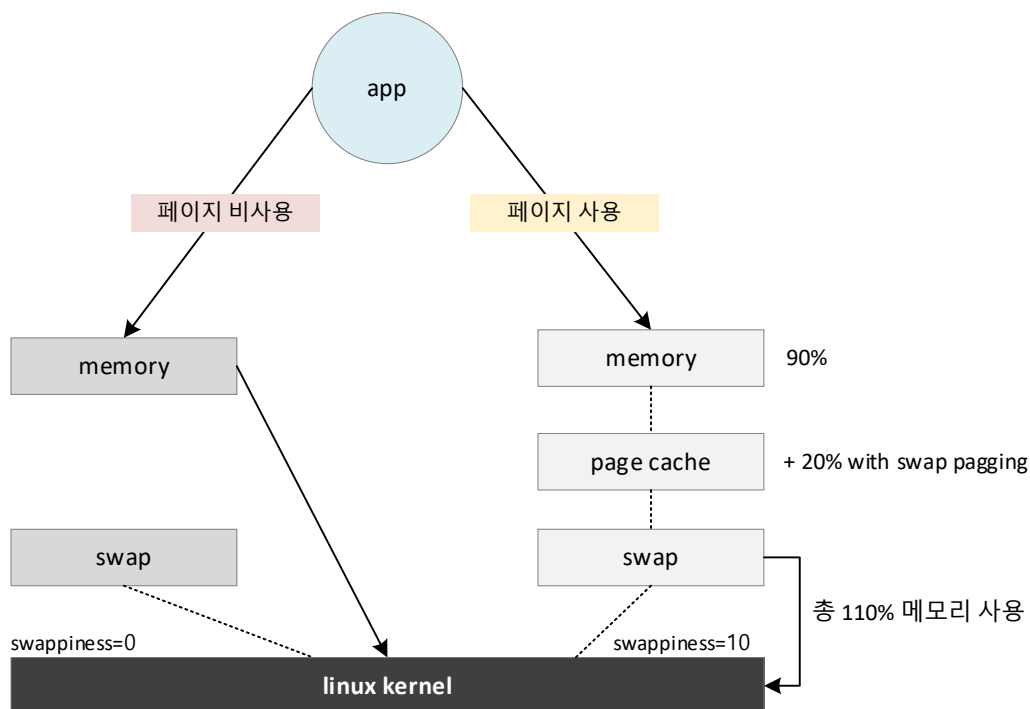 app
페이지 비사용
페이지 사용
memory
memory
90%
page cache
+ 20% with swap pagging
swap
swap
총 110% 메모리 사용
swappiness=0
swappiness=10
linux kernel